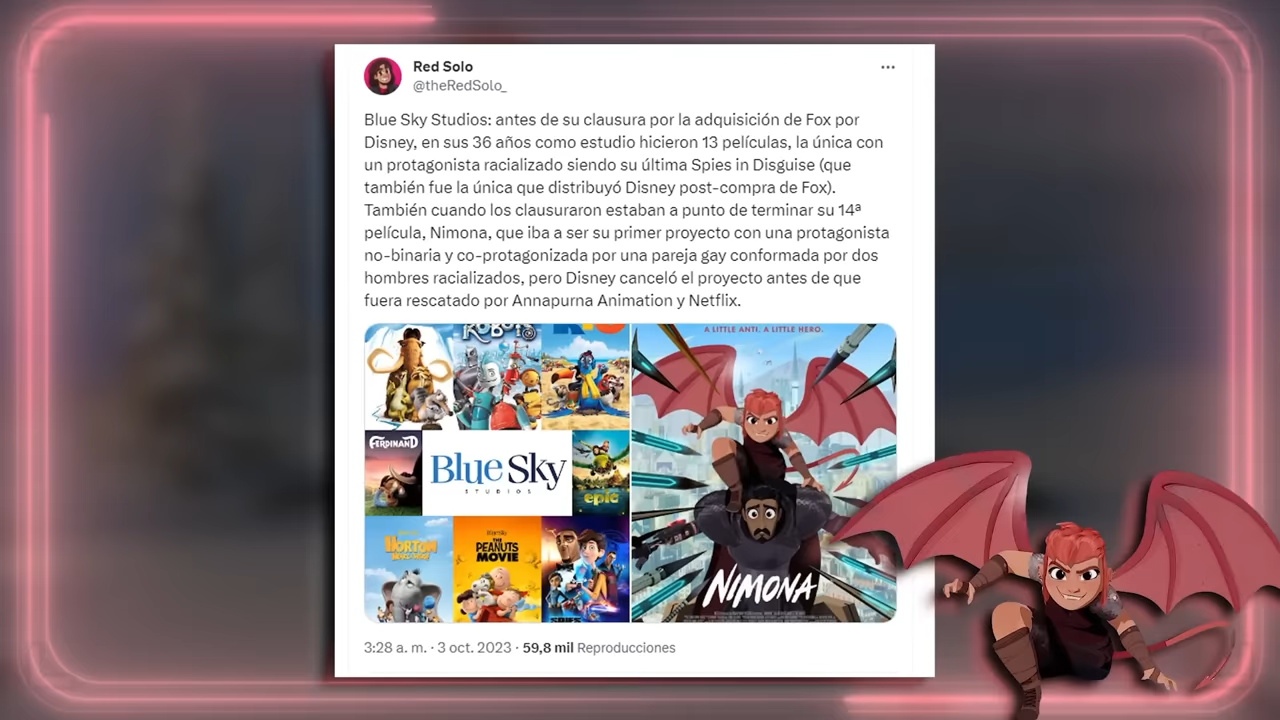 Red Solo
@theRedSolo_
Blue Sky Studios: antes de su clausura por la adquisición de Fox por
Disney, en sus 36 años como estudio hicieron 13 películas, la única con
un protagonista racializado siendo su última Spies in Disguise (que
también fue la única que distribuyó Disney post-compra de Fox).
También cuando los clausuraron estaban a punto de terminar su 14ª
película, Nimona, que iba a ser su primer proyecto con una protagonista
no-binaria y co-protagonizada por una pareja gay conformada por dos
hombres racializados, pero Disney canceló el proyecto antes de que
fuera rescatado por Annapurna Animation y Netflix.
ROBOTS
A LITTLE ANTI. A LITTLE HERO.
FERDINAND
Blue Sky
STUDIOS
epic
HORTON
THE
PEANUTS
MOVIE
NIMONA
3:28 a. m. · 3 oct. 2023 · 59,8 mil Reproducciones